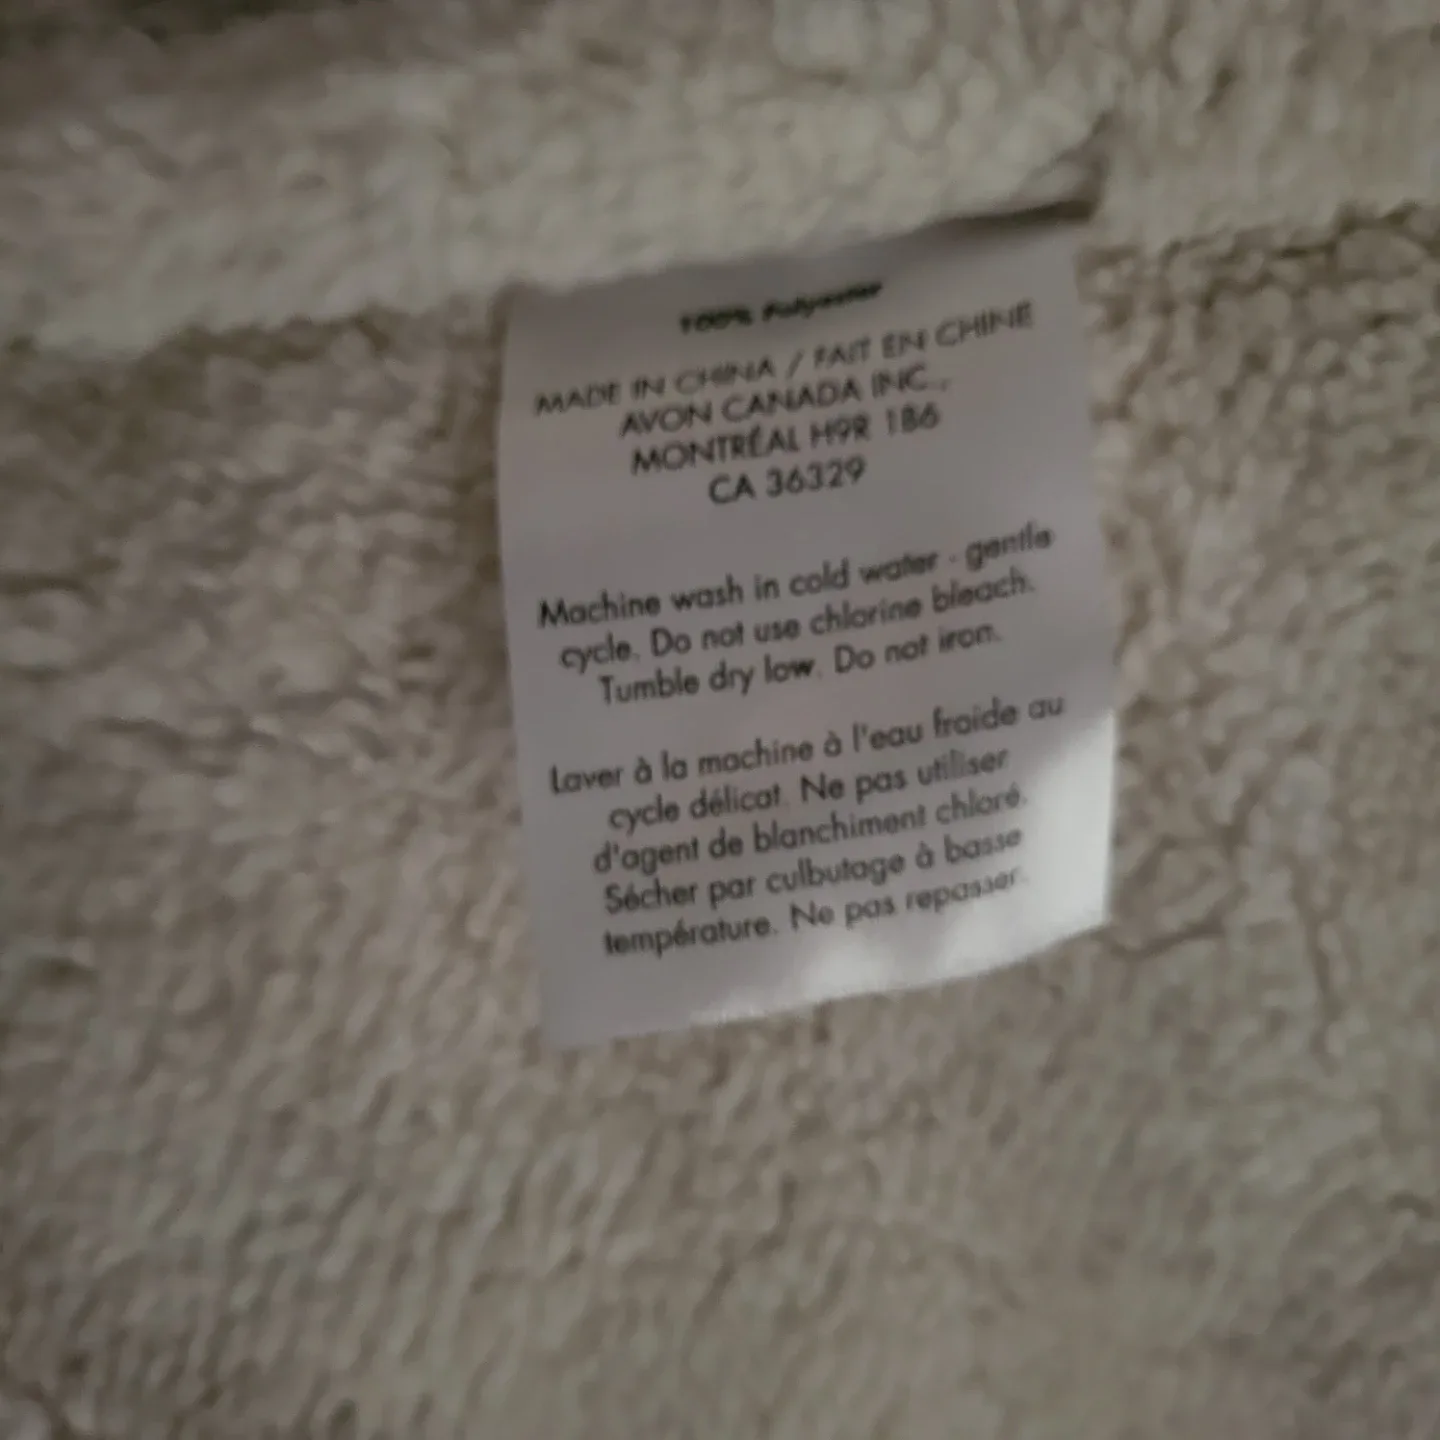 100% Polyester
MADE IN CHINA / FAIT EN CHINE
AVON CANADA INC.,
MONTRÉAL H9R 1B6
CA 36329
Machine wash in cold water - gentle
cycle. Do not use chlorine bleach.
Tumble dry low. Do not iron.
Laver à la machine à l'eau froide au
cycle délicat. Ne pas utiliser
d'agent de blanchiment chloré.
Sécher par culbutage à basse
température. Ne pas repasser.